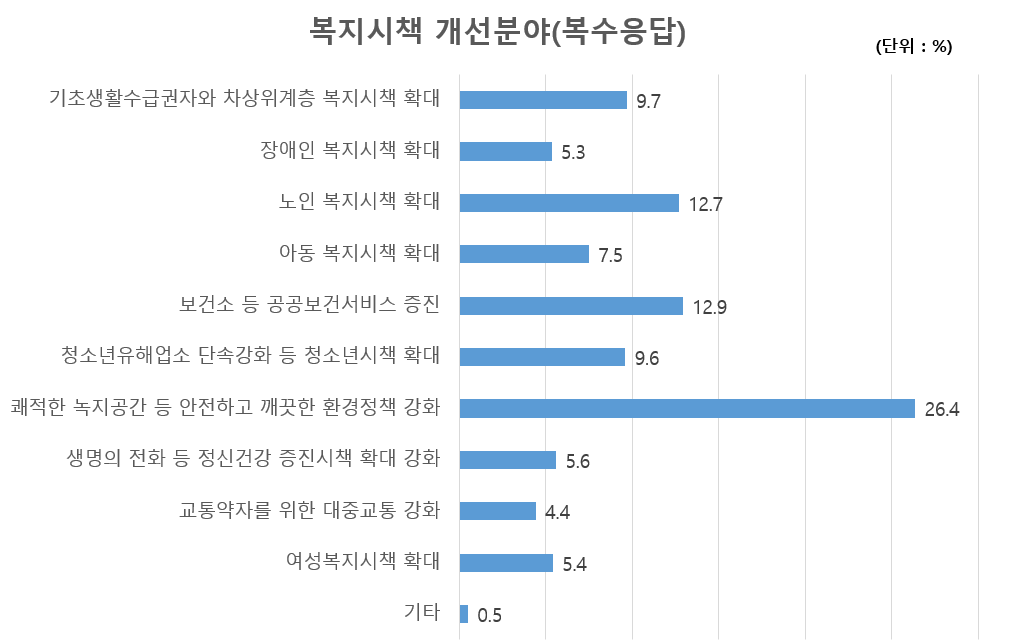 복지시책 개선분야(복수응답)
(단위 : %)
기초생활수급권자와 차상위계층 복지시책 확대 9.7
장애인 복지시책 확대 5.3
노인 복지시책 확대 12.7
아동 복지시책 확대 7.5
보건소 등 공공보건서비스 증진 12.9
청소년유해업소 단속강화 등 청소년시책 확대 9.6
쾌적한 녹지공간 등 안전하고 깨끗한 환경정책 강화 26.4
생명의 전화 등 정신건강 증진시책 확대 강화 5.6
교통약자를 위한 대중교통 강화 4.4
여성복지시책 확대 5.4
기타 0.5